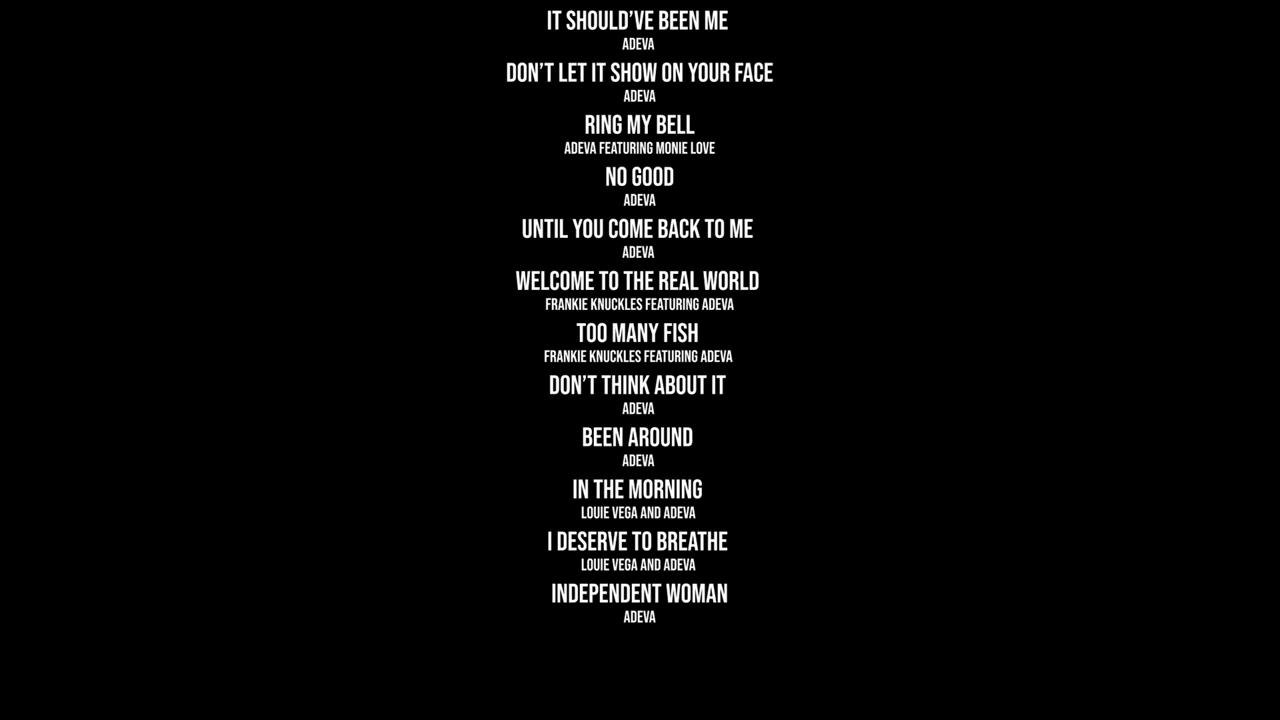 IT SHOULD'VE BEEN ME
ADEVA
DON'T LET IT SHOW ON YOUR FACE
ADEVA
RING MY BELL
ADEVA FEATURING MONIE LOVE
NO GOOD
ADEVA
UNTIL YOU COME BACK TO ME
ADEVA
WELCOME TO THE REAL WORLD
FRANKIE KNUCKLES FEATURING ADEVA
TOO MANY FISH
FRANKIE KNUCKLES FEATURING ADEVA
DON'T THINK ABOUT IT
ADEVA
BEEN AROUND
ADEVA
IN THE MORNING
LOUIE VEGA AND ADEVA
I DESERVE TO BREATHE
LOUIE VEGA AND ADEVA
INDEPENDENT WOMAN
ADEVA